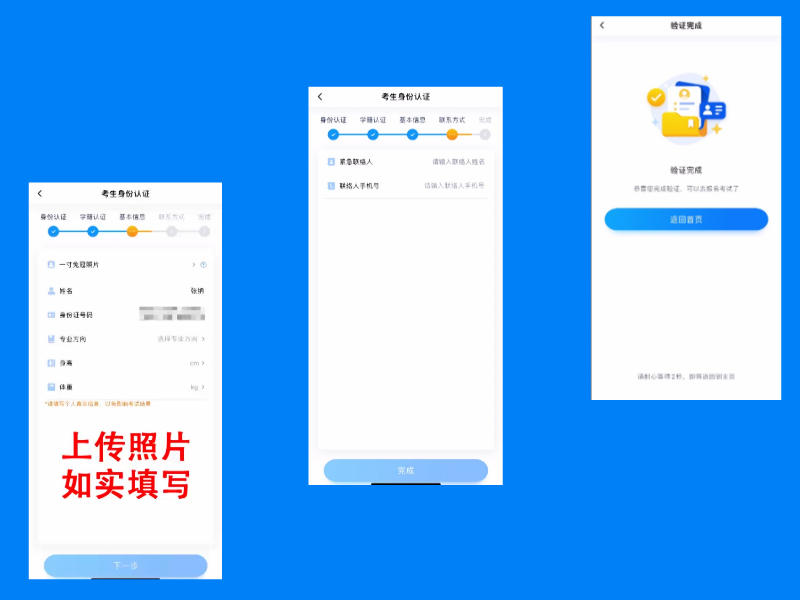 考生身份认证
身份认证 学籍认证 基本信息 联系方式 完成
一寸免冠照片
姓名
身份证号码
专业方向 选择专业方向
身高 cm
体重 kg
*请填写个人真实信息，以免影响考试结果
上传照片
如实填写
下一步
考生身份认证
身份认证 学籍认证 基本信息 联系方式 完成
紧急联络人 请输入联络人姓名
联络人手机号 请输入联络人手机号
完成
验证完成
验证完成
恭喜您完成验证，可以去报名考试了
返回首页
请耐心等待2秒，即将返回到主页